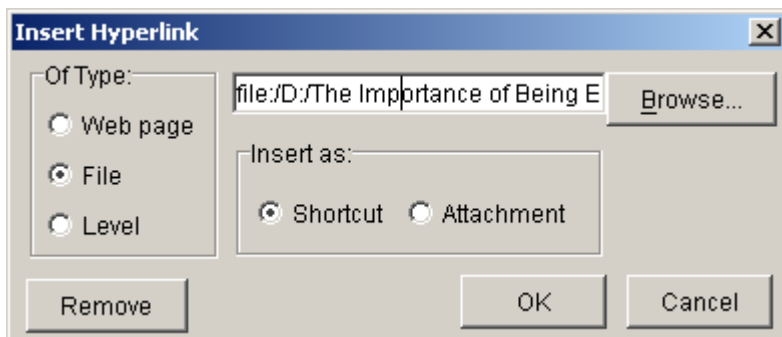 Insert Hyperlink
Of Type:
Web page
File
Level
file:/D:/The Importance of Being E
Browse...
Insert as:
Shortcut
Attachment
Remove
OK
Cancel